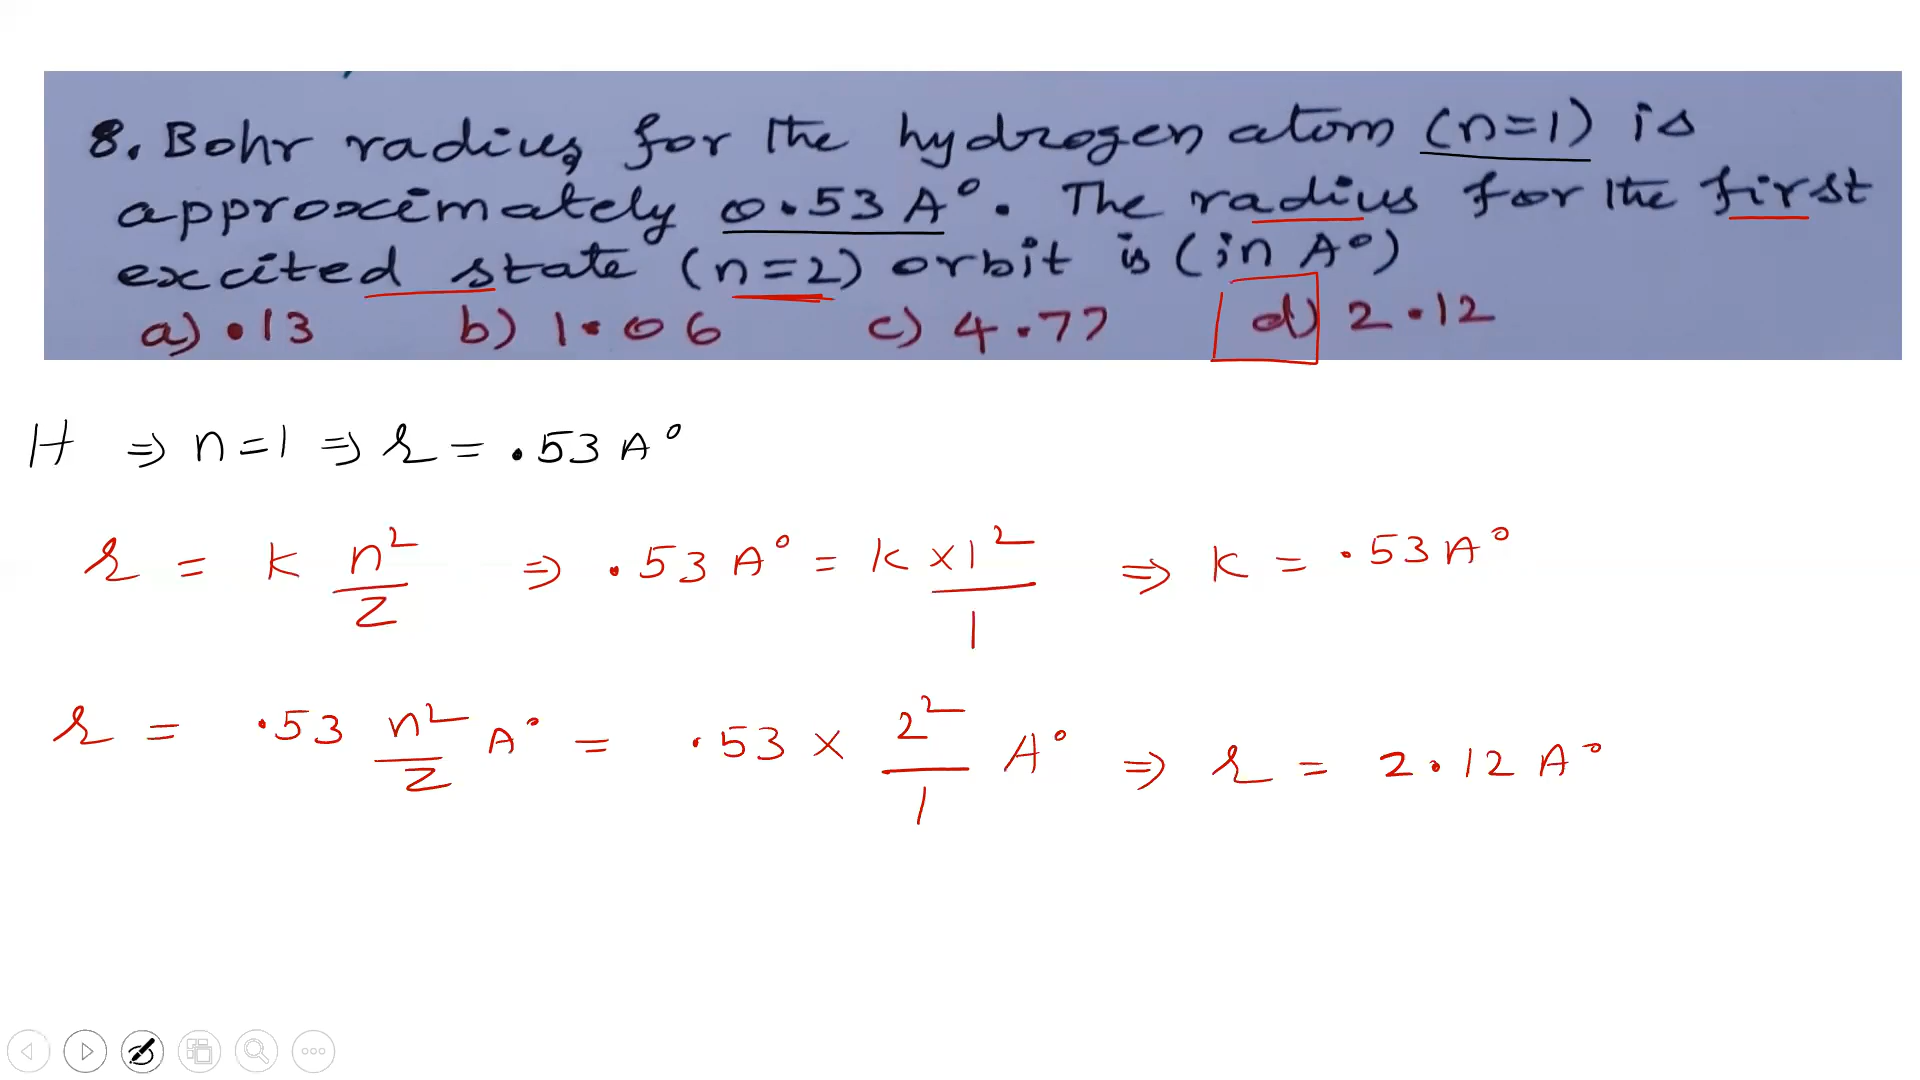 8. Bohr radius for the hydrogen atom (n=1) is
approximately 0.53 A°. The radius for the first
excited state (n=2) orbit is (in A°)
a) .13 b) 1.06 c) 4.77 d) 2.12
H ⇒ n=1 ⇒ r = .53 A°
r = k n²/Z ⇒ .53 A° = k×1²/1 ⇒ k = .53 A°
r = .53 n²/Z A° = .53 × 2²/1 A° ⇒ r = 2.12 A°